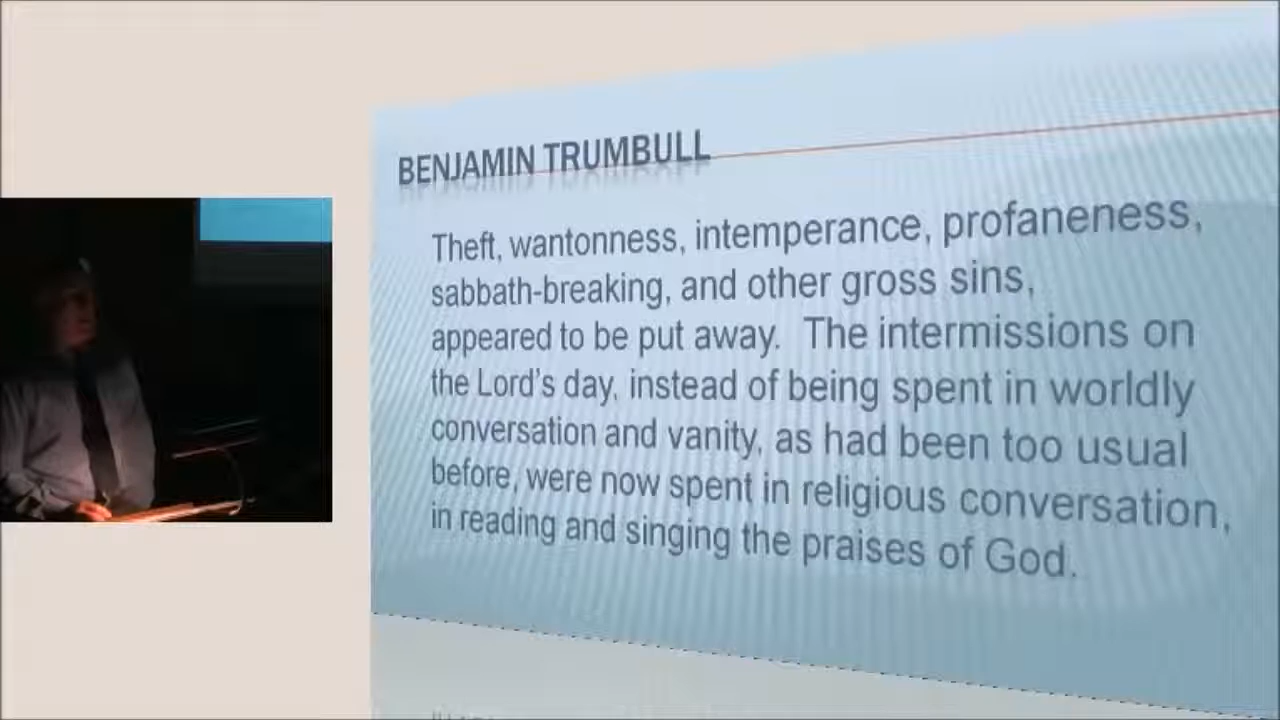 BENJAMIN TRUMBULL
Theft, wantonness, intemperance, profaneness,
sabbath-breaking, and other gross sins,
appeared to be put away.  The intermissions on
the Lord's day, instead of being spent in worldly
conversation and vanity, as had been too usual
before, were now spent in religious conversation,
in reading and singing the praises of God.